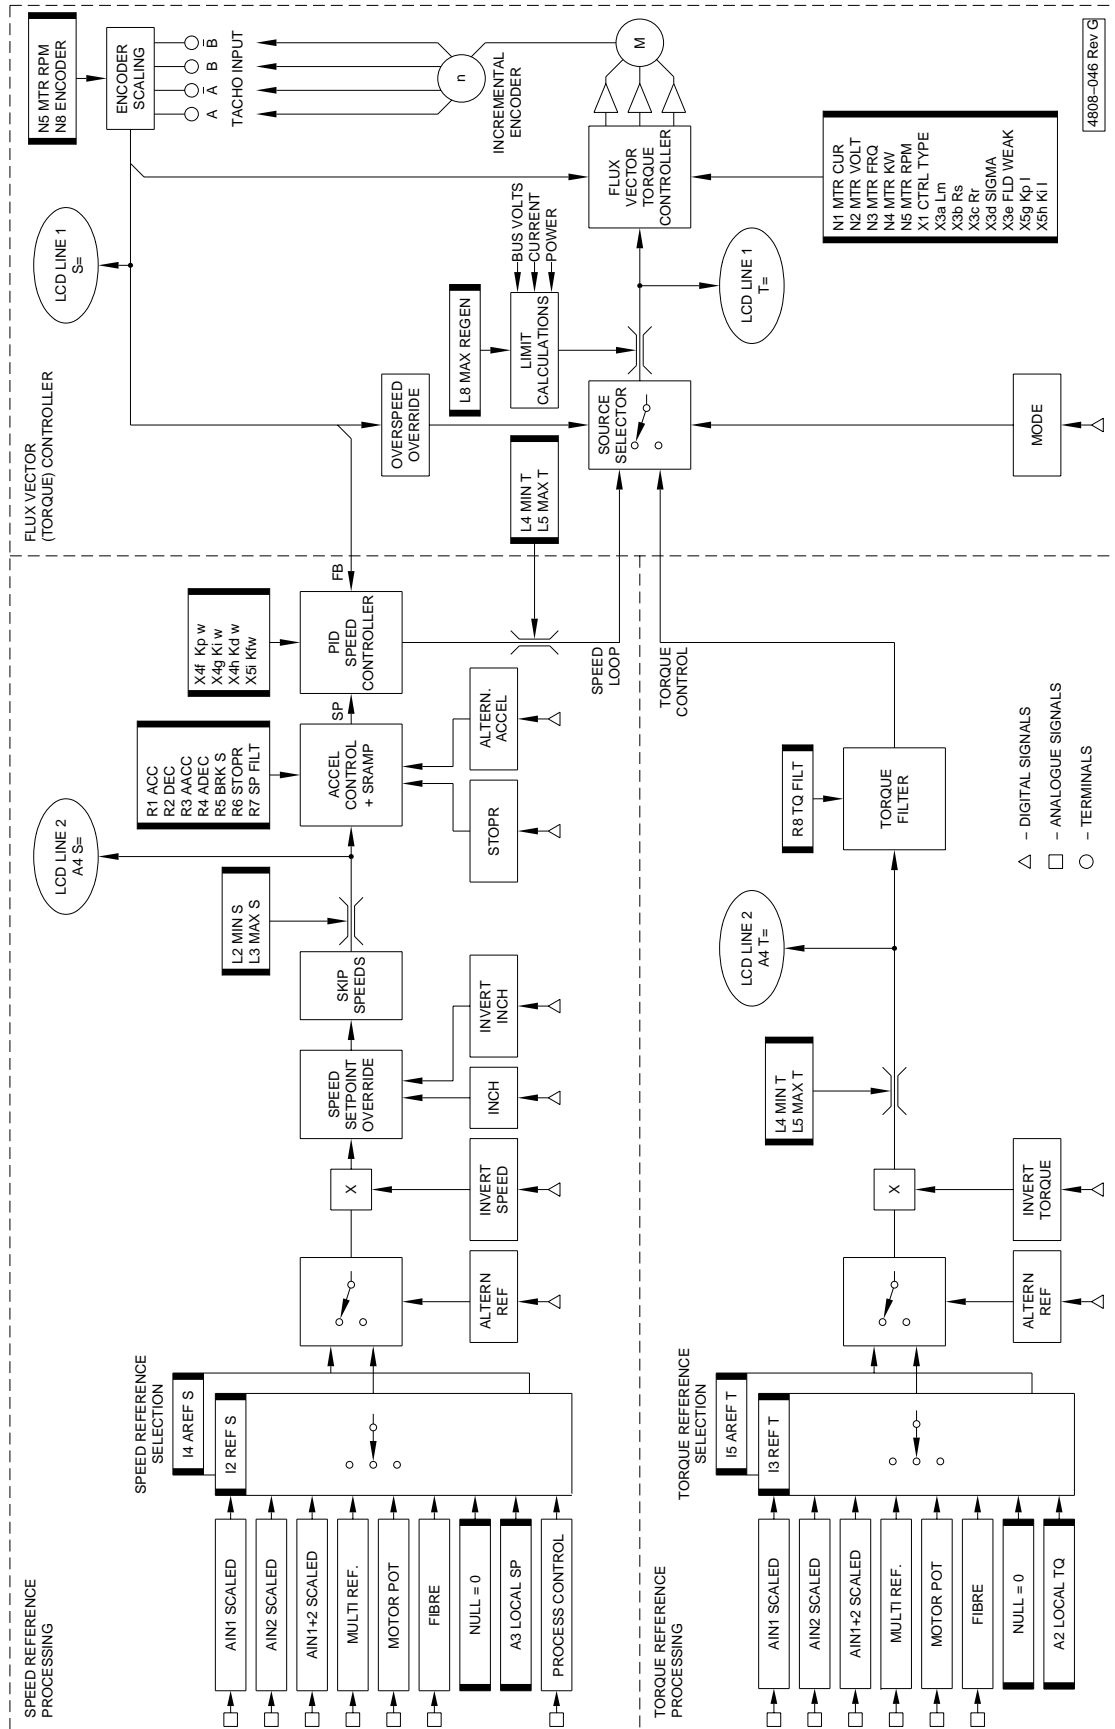 SPEED REFERENCE
PROCESSING
AIN1 SCALED
AIN2 SCALED
AIN1+2 SCALED
MULTI REF.
MOTOR POT
FIBRE
NULL = 0
A3 LOCAL SP
PROCESS CONTROL
SPEED REFERENCE
SELECTION
I4 AREF S
I2 REF S
ALTERN
REF
X
INVERT
SPEED
SPEED
SETPOINT
OVERRIDE
INCH
INVERT
INCH
SKIP
SPEEDS
L2 MIN S
L3 MAX S
LCD LINE 2
A4 S=
R1 ACC
R2 DEC
R3 AACC
R4 ADEC
R5 BRK S
R6 STOPR
R7 SP FILT
ACCEL
CONTROL
+ SRAMP
STOPR
ALTERN.
ACCEL
SP
X4f Kp w
X4g Ki w
X4h Kd w
X5i Kfw
PID
SPEED
CONTROLLER
FB
L4 MIN T
L5 MAX T
SPEED
LOOP
TORQUE
CONTROL
FLUX VECTOR
(TORQUE) CONTROLLER
LCD LINE 1
S=
N5 MTR RPM
N8 ENCODER
ENCODER
SCALING
A
A
B
B
TACHO INPUT
n
INCREMENTAL
ENCODER
OVERSPEED
OVERRIDE
L8 MAX REGEN
LIMIT
CALCULATIONS
BUS VOLTS
CURRENT
POWER
SOURCE
SELECTOR
MODE
LCD LINE 1
T=
FLUX
VECTOR
TORQUE
CONTROLLER
M
N1 MTR CUR
N2 MTR VOLT
N3 MTR FRQ
N4 MTR KW
N5 MTR RPM
X1 CTRL TYPE
X3a Lm
X3b Rs
X3c Rr
X3d SIGMA
X3e FLD WEAK
X5g Kp I
X5h Ki I
TORQUE REFERENCE
PROCESSING
AIN1 SCALED
AIN2 SCALED
AIN1+2 SCALED
MULTI REF.
MOTOR POT
FIBRE
NULL = 0
A2 LOCAL TQ
TORQUE REFERENCE
SELECTION
I5 AREF T
I3 REF T
ALTERN
REF
X
INVERT
TORQUE
L4 MIN T
L5 MAX T
LCD LINE 2
A4 T=
R8 TQ FILT
TORQUE
FILTER
– DIGITAL SIGNALS
– ANALOGUE SIGNALS
– TERMINALS
4808–046 Rev G